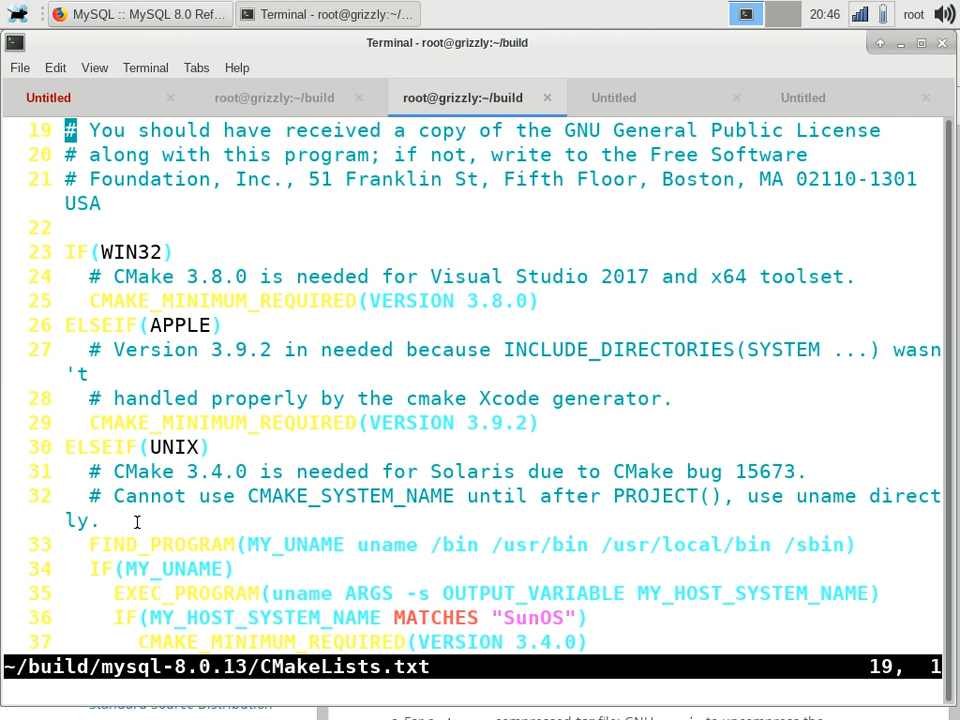 MySQL :: MySQL 8.0 Ref... Terminal - root@grizzly:~/... 20:46 root
Terminal - root@grizzly:~/build
File Edit View Terminal Tabs Help
Untitled root@grizzly:~/build root@grizzly:~/build Untitled Untitled
19 # You should have received a copy of the GNU General Public License
20 # along with this program; if not, write to the Free Software
21 # Foundation, Inc., 51 Franklin St, Fifth Floor, Boston, MA 02110-1301
USA
22
23 IF(WIN32)
24   # CMake 3.8.0 is needed for Visual Studio 2017 and x64 toolset.
25   CMAKE_MINIMUM_REQUIRED(VERSION 3.8.0)
26 ELSEIF(APPLE)
27   # Version 3.9.2 in needed because INCLUDE_DIRECTORIES(SYSTEM ...) wasn
't
28   # handled properly by the cmake Xcode generator.
29   CMAKE_MINIMUM_REQUIRED(VERSION 3.9.2)
30 ELSEIF(UNIX)
31   # CMake 3.4.0 is needed for Solaris due to CMake bug 15673.
32   # Cannot use CMAKE_SYSTEM_NAME until after PROJECT(), use uname direct
ly.
33   FIND_PROGRAM(MY_UNAME uname /bin /usr/bin /usr/local/bin /sbin)
34   IF(MY_UNAME)
35     EXEC_PROGRAM(uname ARGS -s OUTPUT_VARIABLE MY_HOST_SYSTEM_NAME)
36     IF(MY_HOST_SYSTEM_NAME MATCHES "SunOS")
37       CMAKE_MINIMUM_REQUIRED(VERSION 3.4.0)
~/build/mysql-8.0.13/CMakeLists.txt 19, 1
Standard Source Distribution